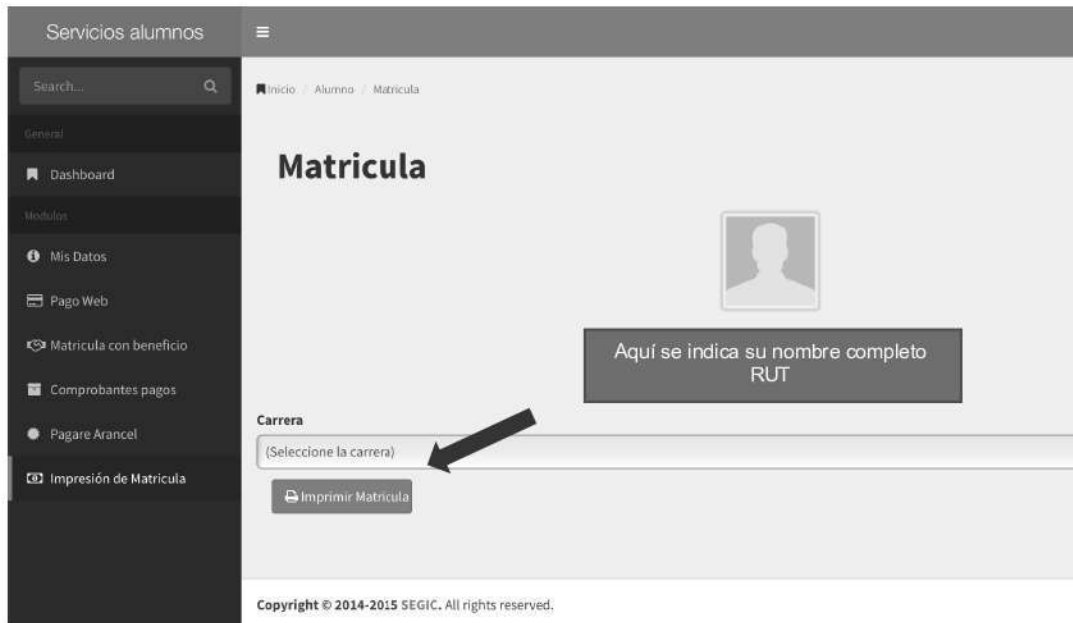 Servicios alumnos
Search...
General
Dashboard
Modulos
Mis Datos
Pago Web
Matricula con beneficio
Comprobantes pagos
Pagare Arancel
Impresión de Matricula
Inicio / Alumno / Matricula
Matricula
Aquí se indica su nombre completo
RUT
Carrera
(Seleccione la carrera)
Imprimir Matricula
Copyright © 2014-2015 SEGIC. All rights reserved.